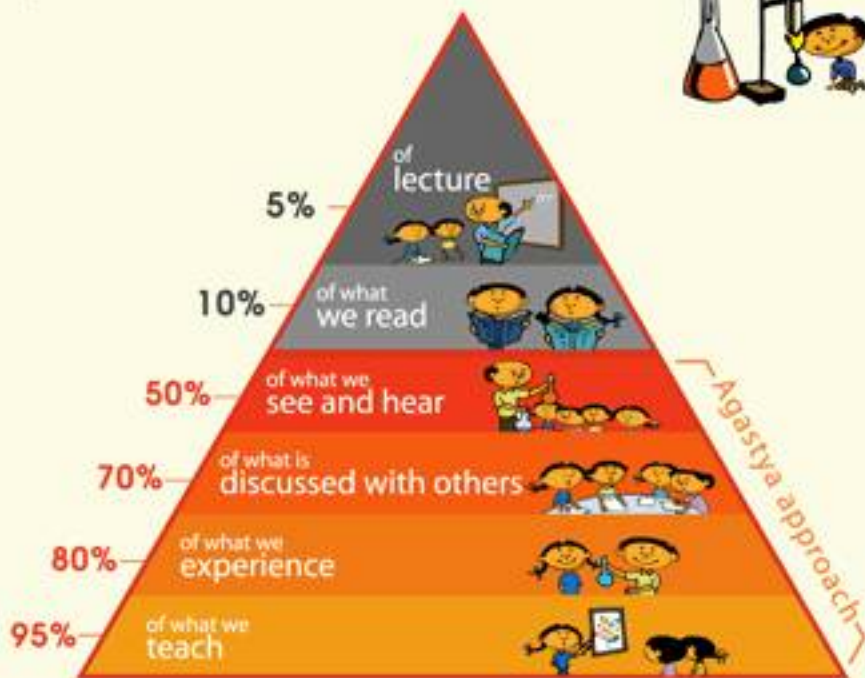 of
lecture
5%
10%
of what
we read
50%
of what we
see and hear
70%
of what is
discussed with others
80%
of what we
experience
95%
of what we
teach
Agastya approach